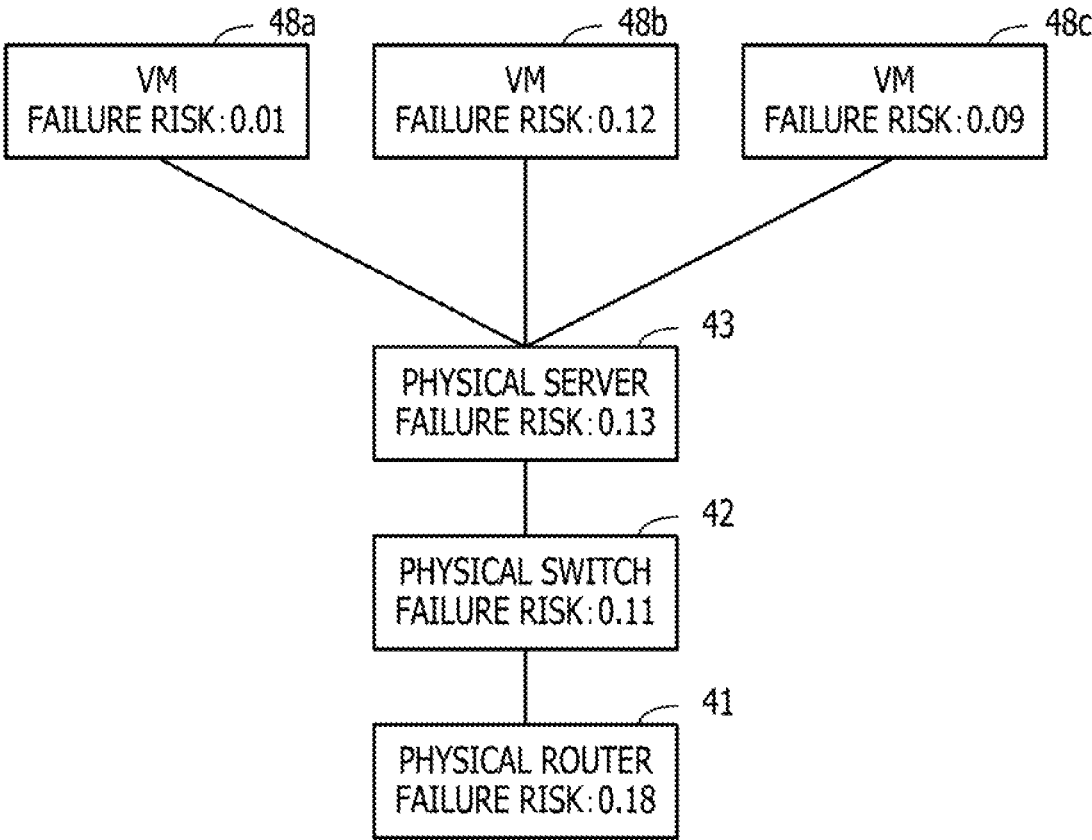 48a
48b
48c
VM
FAILURE RISK:0.01
VM
FAILURE RISK:0.12
VM
FAILURE RISK:0.09
43
PHYSICAL SERVER
FAILURE RISK:0.13
42
PHYSICAL SWITCH
FAILURE RISK:0.11
41
PHYSICAL ROUTER
FAILURE RISK:0.18